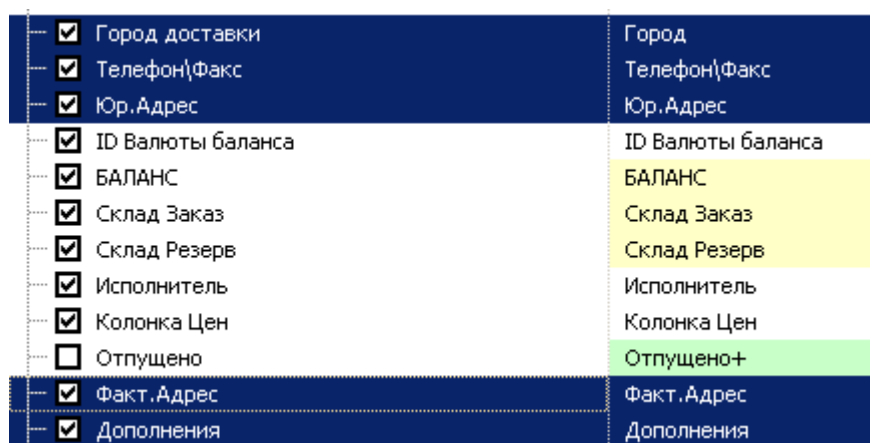 Город доставки Город
Телефон\Факс Телефон\Факс
Юр.Адрес Юр.Адрес
ID Валюты баланса ID Валюты баланса
БАЛАНС БАЛАНС
Склад Заказ Склад Заказ
Склад Резерв Склад Резерв
Исполнитель Исполнитель
Колонка Цен Колонка Цен
Отпущено Отпущено+
Факт.Адрес Факт.Адрес
Дополнения Дополнения